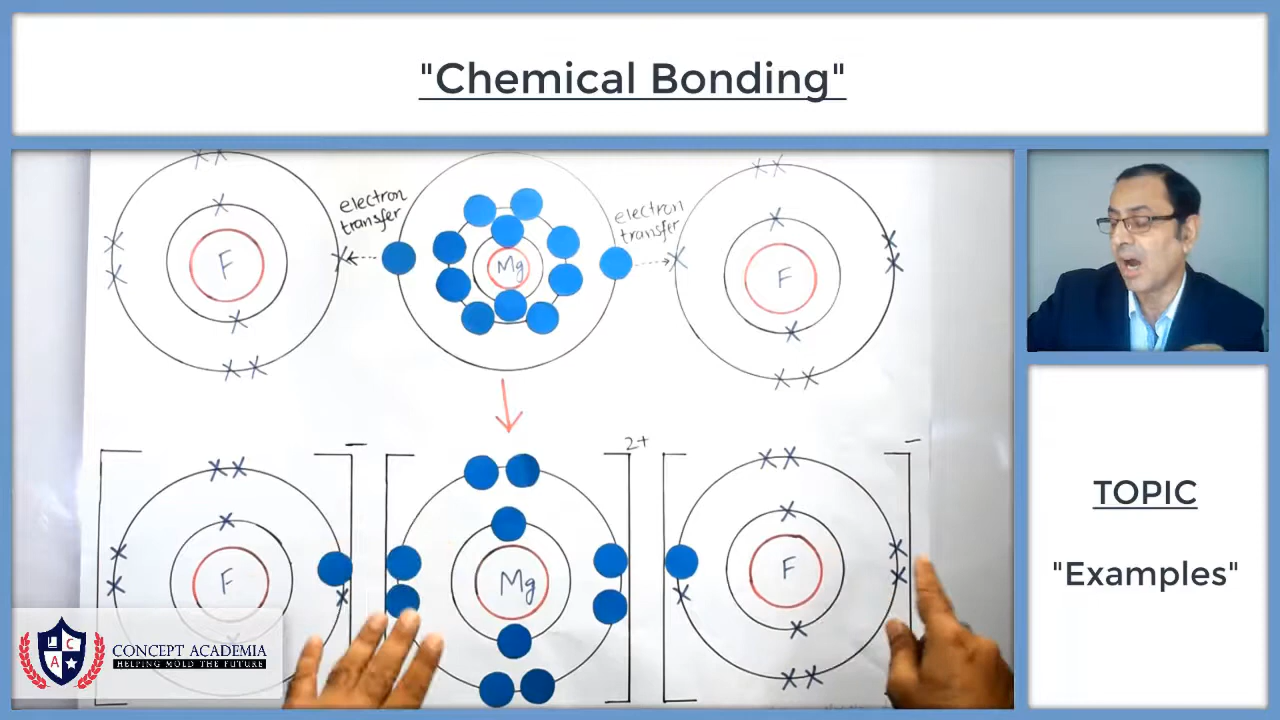 "Chemical Bonding"
electron
transfer
electron
transfer
F
Mg
F
2+
F
Mg
F
TOPIC
"Examples"
C
A
CONCEPT ACADEMIA
HELPING MOLD THE FUTURE